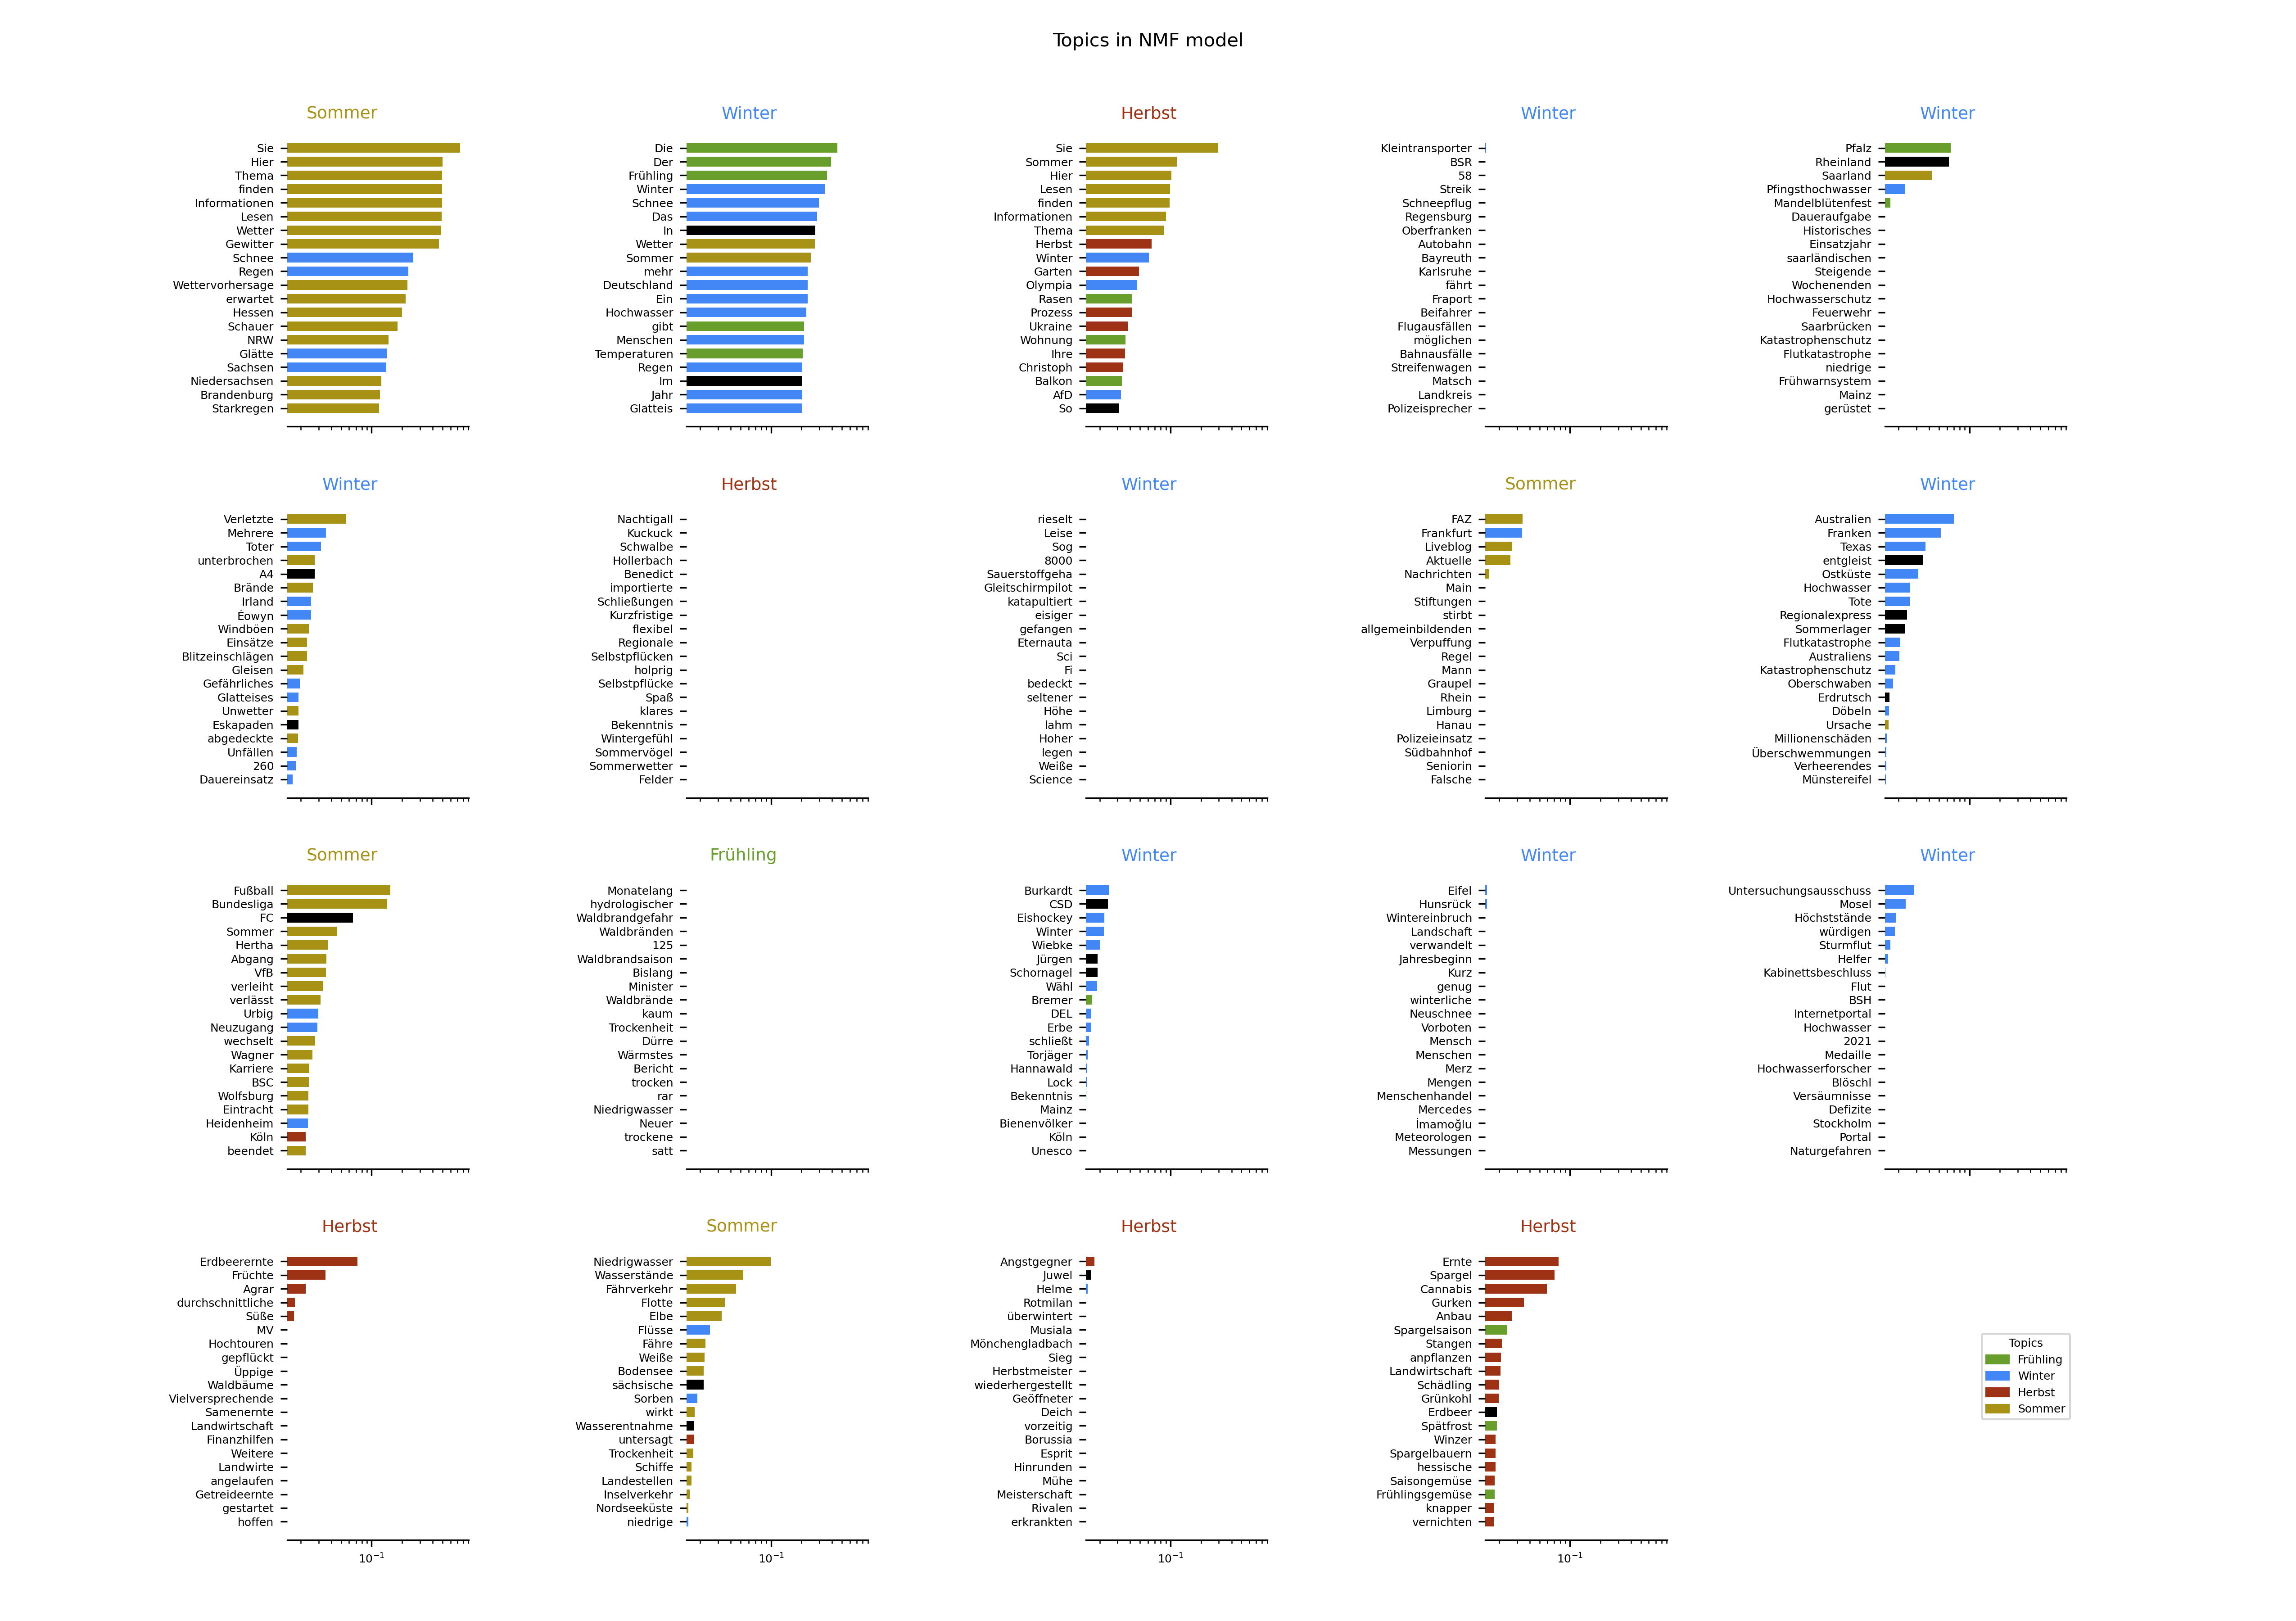 Topics in NMF model
Sommer
Sie
Hier
Thema
finden
Informationen
Lesen
Wetter
Gewitter
Schnee
Regen
Wettervorhersage
erwartet
Hessen
Schauer
NRW
Glätte
Sachsen
Niedersachsen
Brandenburg
Starkregen
Winter
Die
Der
Frühling
Winter
Schnee
Das
In
Wetter
Sommer
mehr
Deutschland
Ein
Hochwasser
gibt
Menschen
Temperaturen
Regen
Im
Jahr
Glatteis
Herbst
Sie
Sommer
Hier
Lesen
finden
Informationen
Thema
Herbst
Winter
Garten
Olympia
Rasen
Prozess
Ukraine
Wohnung
Ihre
Christoph
Balkon
AfD
So
Winter
Kleintransporter
BSR
58
Streik
Schneepflug
Regensburg
Oberfranken
Autobahn
Bayreuth
Karlsruhe
fährt
Fraport
Beifahrer
Flugausfällen
möglichen
Bahnausfälle
Streifenwagen
Matsch
Landkreis
Polizeisprecher
Winter
Pfalz
Rheinland
Saarland
Pfingsthochwasser
Mandelblütenfest
Daueraufgabe
Historisches
Einsatzjahr
saarländischen
Steigende
Wochenenden
Hochwasserschutz
Feuerwehr
Saarbrücken
Katastrophenschutz
Flutkatastrophe
niedrige
Frühwarnsystem
Mainz
gerüstet
Winter
Verletzte
Mehrere
Toter
unterbrochen
A4
Brände
Irland
Éowyn
Windböen
Einsätze
Blitzeinschlägen
Gleisen
Gefährliches
Glatteises
Unwetter
Eskapaden
abgedeckte
Unfällen
260
Dauereinsatz
Herbst
Nachtigall
Kuckuck
Schwalbe
Hollerbach
Benedict
importierte
Schließungen
Kurzfristige
flexibel
Regionale
Selbstpflücken
holprig
Selbstpflücke
Spaß
klares
Bekenntnis
Wintergefühl
Sommervögel
Sommerwetter
Felder
Winter
rieselt
Leise
Sog
8000
Sauerstoffgeha
Gleitschirmpilot
katapultiert
eisiger
gefangen
Eternauta
Sci
Fi
bedeckt
seltener
Höhe
lahm
Hoher
legen
Weiße
Science
Sommer
FAZ
Frankfurt
Liveblog
Aktuelle
Nachrichten
Main
Stiftungen
stirbt
allgemeinbildenden
Verpuffung
Regel
Mann
Graupel
Rhein
Limburg
Hanau
Polizeieinsatz
Südbahnhof
Seniorin
Falsche
Winter
Australien
Franken
Texas
entgleist
Ostküste
Hochwasser
Tote
Regionalexpress
Sommerlager
Flutkatastrophe
Australiens
Katastrophenschutz
Oberschwaben
Erdrutsch
Döbeln
Ursache
Millionenschäden
Überschwemmungen
Verheerendes
Münstereifel
Sommer
Fußball
Bundesliga
FC
Sommer
Hertha
Abgang
VfB
verleiht
verlässt
Urbig
Neuzugang
wechselt
Wagner
Karriere
BSC
Wolfsburg
Eintracht
Heidenheim
Köln
beendet
Frühling
Monatelang
hydrologischer
Waldbrandgefahr
Waldbränden
125
Waldbrandsaison
Bislang
Minister
Waldbrände
kaum
Trockenheit
Dürre
Wärmstes
Bericht
trocken
rar
Niedrigwasser
Neuer
trockene
satt
Winter
Burkardt
CSD
Eishockey
Winter
Wiebke
Jürgen
Schornagel
Wähl
Bremer
DEL
Erbe
schließt
Torjäger
Hannawald
Lock
Bekenntnis
Mainz
Bienenvölker
Köln
Unesco
Winter
Eifel
Hunsrück
Wintereinbruch
Landschaft
verwandelt
Jahresbeginn
Kurz
genug
winterliche
Neuschnee
Vorboten
Mensch
Menschen
Merz
Mengen
Menschenhandel
Mercedes
İmamoğlu
Meteorologen
Messungen
Winter
Untersuchungsausschuss
Mosel
Höchststände
würdigen
Sturmflut
Helfer
Kabinettsbeschluss
Flut
BSH
Internetportal
Hochwasser
2021
Medaille
Hochwasserforscher
Blöschl
Versäumnisse
Defizite
Stockholm
Portal
Naturgefahren
Herbst
Erdbeerernte
Früchte
Agrar
durchschnittliche
Süße
MV
Hochtouren
gepflückt
Üppige
Waldbäume
Vielversprechende
Samenernte
Landwirtschaft
Finanzhilfen
Weitere
Landwirte
angelaufen
Getreideernte
gestartet
hoffen
10⁻¹
Sommer
Niedrigwasser
Wasserstände
Fährverkehr
Flotte
Elbe
Flüsse
Fähre
Weiße
Bodensee
sächsische
Sorben
wirkt
Wasserentnahme
untersagt
Trockenheit
Schiffe
Landestellen
Inselverkehr
Nordseeküste
niedrige
10⁻¹
Herbst
Angstgegner
Juwel
Helme
Rotmilan
überwintert
Musiala
Mönchengladbach
Sieg
Herbstmeister
wiederhergestellt
Geöffneter
Deich
vorzeitig
Borussia
Esprit
Hinrunden
Mühe
Meisterschaft
Rivalen
erkrankten
10⁻¹
Herbst
Ernte
Spargel
Cannabis
Gurken
Anbau
Spargelsaison
Stangen
anpflanzen
Landwirtschaft
Schädling
Grünkohl
Erdbeer
Spätfrost
Winzer
Spargelbauern
hessische
Saisongemüse
Frühlingsgemüse
knapper
vernichten
10⁻¹
Topics
Frühling
Winter
Herbst
Sommer